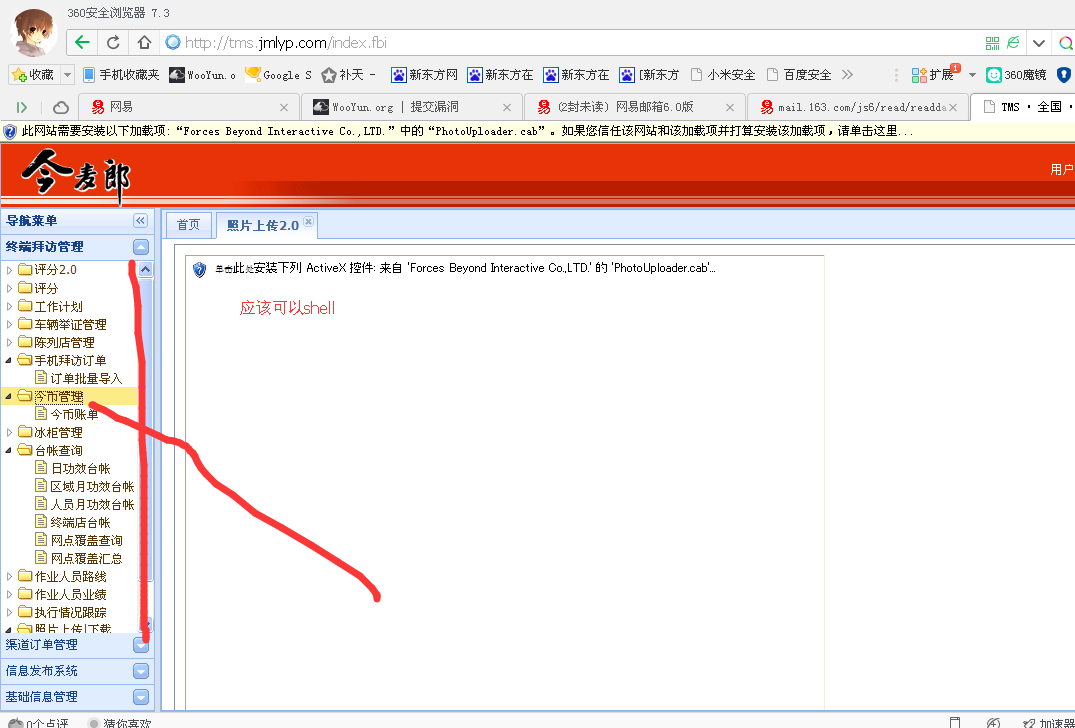 360安全浏览器 7.3
http://tms.jmlyp.com/index.fbi
收藏 手机收藏夹 WooYun.o Google S 补天 - 新东方网 新东方在 新东方在 [新东方 小米安全 百度安全 扩展 1 360魔镜
网易 WooYun.org | 提交漏洞 (2封未读) 网易邮箱6.0版 mail.163.com/js6/read/readda TMS · 全国 ·
此网站需要安装以下加载项:“Forces Beyond Interactive Co.,LTD.”中的“PhotoUploader.cab”。如果您信任该网站和该加载项并打算安装该加载项，请单击这里...
今麦郎
用户
导航菜单
首页 照片上传2.0
终端拜访管理
评分2.0
单击此处安装下列 ActiveX 控件: 来自 'Forces Beyond Interactive Co.,LTD.' 的 'PhotoUploader.cab'...
评分
工作计划
应该可以shell
车辆举证管理
陈列店管理
手机拜访订单
订单批量导入
今币管理
今币账单
冰柜管理
台帐查询
日功效台帐
区域月功效台帐
人员月功效台帐
终端店台帐
网点覆盖查询
网点覆盖汇总
作业人员路线
作业人员业绩
执行情况跟踪
照片上传|下载
渠道订单管理
信息发布系统
基础信息管理
0个点评 猜你喜欢 加速器